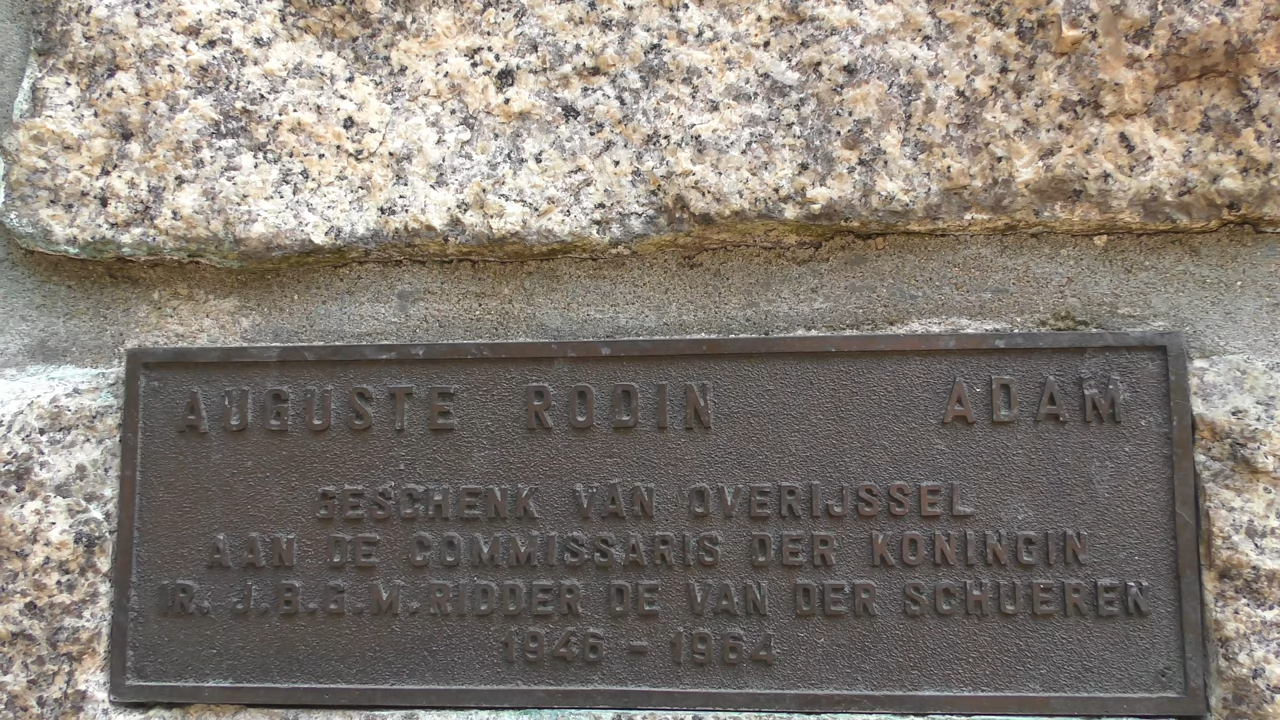 AUGUSTE RODIN ADAM
GESCHENK VAN OVERIJSSEL
AAN DE COMMISSARIS DER KONINGIN
IR. J.B.G.M. RIDDER DE VAN DER SCHUEREN
1946 - 1964